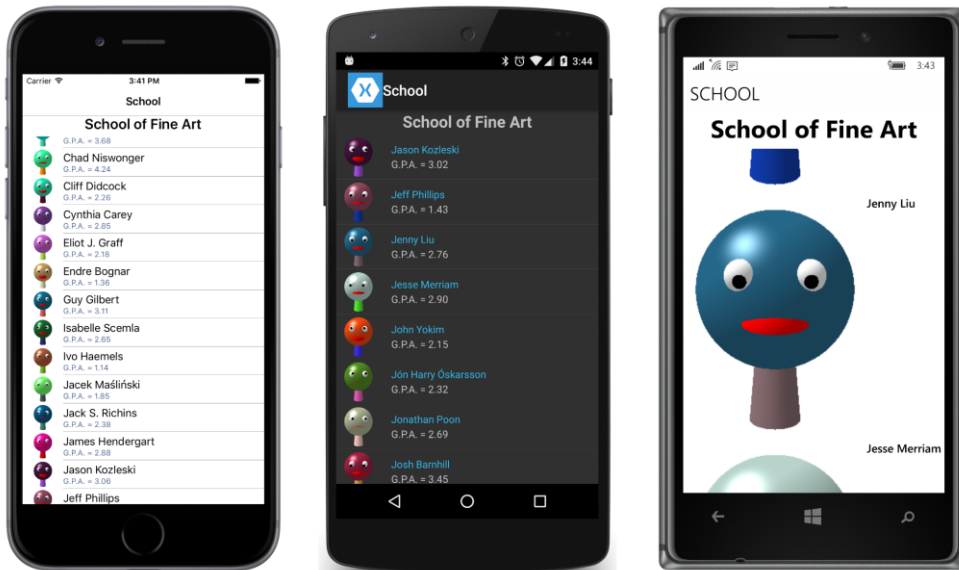 Carrier
3:41 PM
School
School of Fine Art
G.P.A. = 3.68
Chad Niswonger
G.P.A. = 4.24
Cliff Didcock
G.P.A. = 2.26
Cynthia Carey
G.P.A. = 2.85
Eliot J. Graff
G.P.A. = 2.18
Endre Bognar
G.P.A. = 1.36
Guy Gilbert
G.P.A. = 3.11
Isabelle Scemla
G.P.A. = 2.65
Ivo Haemels
G.P.A. = 1.14
Jacek Maśliński
G.P.A. = 1.85
Jack S. Richins
G.P.A. = 2.38
James Hendergart
G.P.A. = 2.88
Jason Kozleski
G.P.A. = 3.06
Jeff Phillips
3:44
School
School of Fine Art
Jason Kozleski
G.P.A. = 3.02
Jeff Phillips
G.P.A. = 1.43
Jenny Liu
G.P.A. = 2.76
Jesse Merriam
G.P.A. = 2.90
John Yokim
G.P.A. = 2.15
Jón Harry Óskarsson
G.P.A. = 2.32
Jonathan Poon
G.P.A. = 2.69
Josh Barnhill
G.P.A. = 3.45
3:43
SCHOOL
School of Fine Art
Jenny Liu
Jesse Merriam